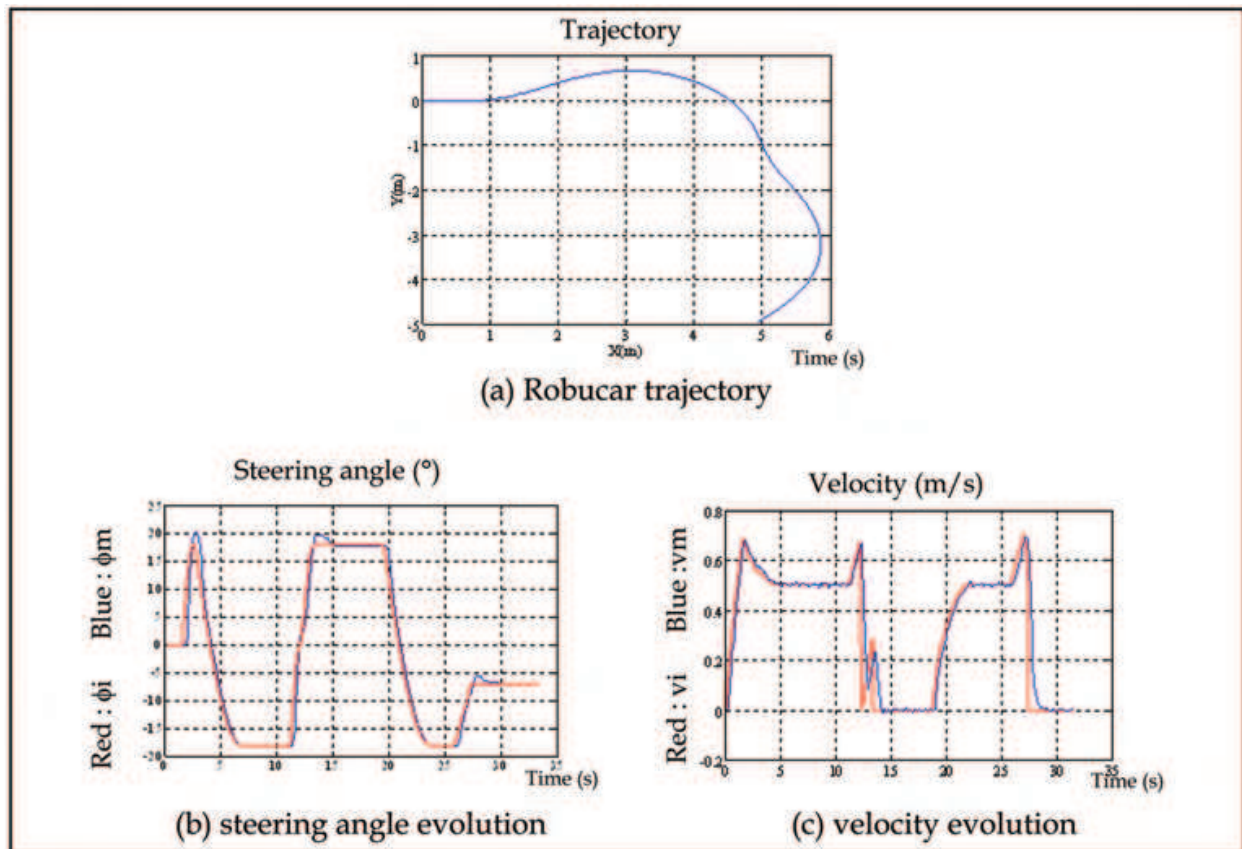 Trajectory
1
0
-1
-2
-3
-4
-5
Y(m)
0 1 2 3 4 5 6
X(m)
Time (s)
(a) Robucar trajectory
Steering angle (°)
25
20
15
10
5
0
-5
-10
-15
-20
Red : ϕi Blue : ϕm
0 5 10 15 20 25 30 35
Time (s)
(b) steering angle evolution
Velocity (m/s)
0.8
0.6
0.4
0.2
0
-0.2
Red : vi Blue :vm
0 5 10 15 20 25 30 35
Time (s)
(c) velocity evolution